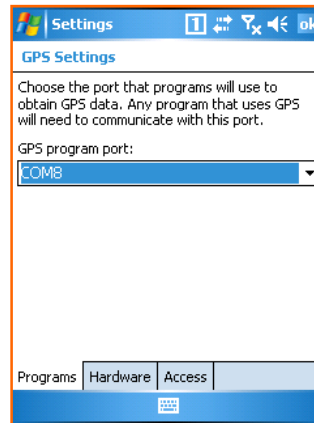 Settings 1 ok
GPS Settings
Choose the port that programs will use to
obtain GPS data. Any program that uses GPS
will need to communicate with this port.
GPS program port:
COM8
Programs Hardware Access